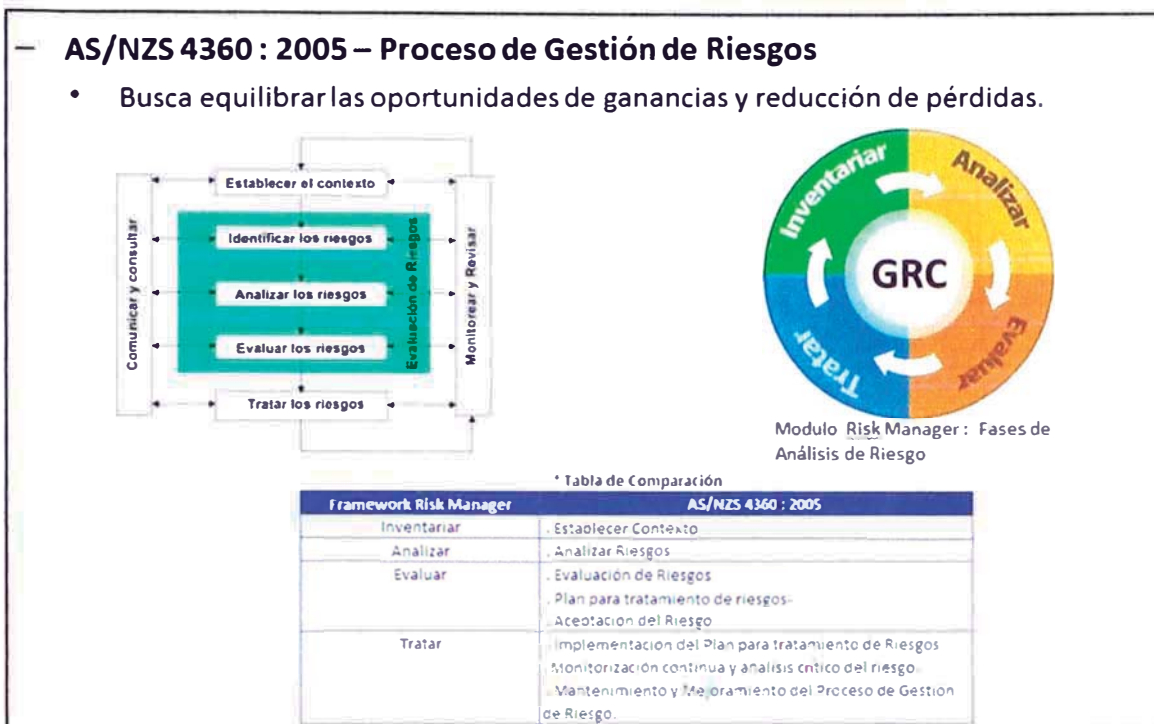 – AS/NZS 4360 : 2005 – Proceso de Gestión de Riesgos
• Busca equilibrar las oportunidades de ganancias y reducción de pérdidas.
Establecer el contexto
Identificar los riesgos
Analizar los riesgos
Evaluar los riesgos
Tratar los riesgos
Comunicar y consultar
Evaluación de Riesgos
Monitorear y Revisar
Inventariar
Analizar
Evaluar
Tratar
GRC
Modulo Risk Manager : Fases de
Análisis de Riesgo
* Tabla de Comparación
Framework Risk Manager AS/NZS 4360 : 2005
Inventariar . Establecer Contexto
Analizar . Analizar Riesgos
Evaluar . Evaluación de Riesgos
. Plan para tratamiento de riesgos-
. Aceptacion del Riesgo
Tratar . Implementacion del Plan para tratamiento de Riesgos
. Monitorización continua y analisis critico del riesgo.
. Mantenimiento y Mejoramiento del Proceso de Gestion
de Riesgo.